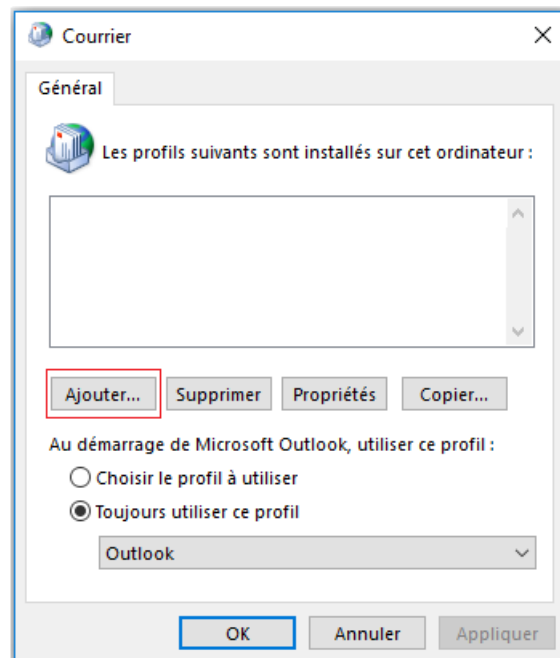 Courrier
Général
Les profils suivants sont installés sur cet ordinateur :
Ajouter... Supprimer Propriétés Copier...
Au démarrage de Microsoft Outlook, utiliser ce profil :
Choisir le profil à utiliser
Toujours utiliser ce profil
Outlook
OK Annuler Appliquer